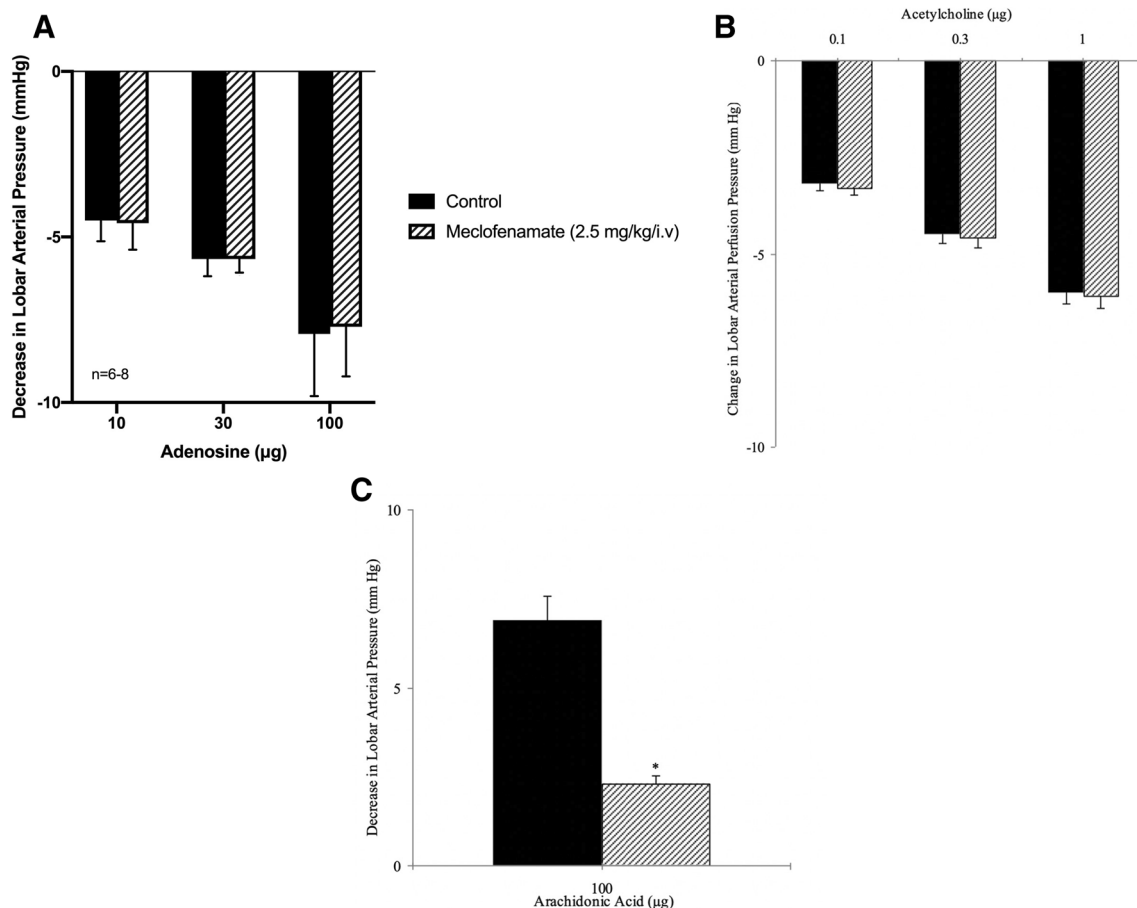 A
Decrease in Lobar Arterial Pressure (mmHg)
0
-5
-10
n=6-8
10 30 100
Adenosine (µg)
Control
Meclofenamate (2.5 mg/kg/i.v)
B
Acetylcholine (µg)
0.1 0.3 1
Change in Lobar Arterial Perfusion Pressure (mm Hg)
0
-5
-10
C
Decrease in Lobar Arterial Pressure (mm Hg)
10
5
0
*
100
Arachidonic Acid (µg)